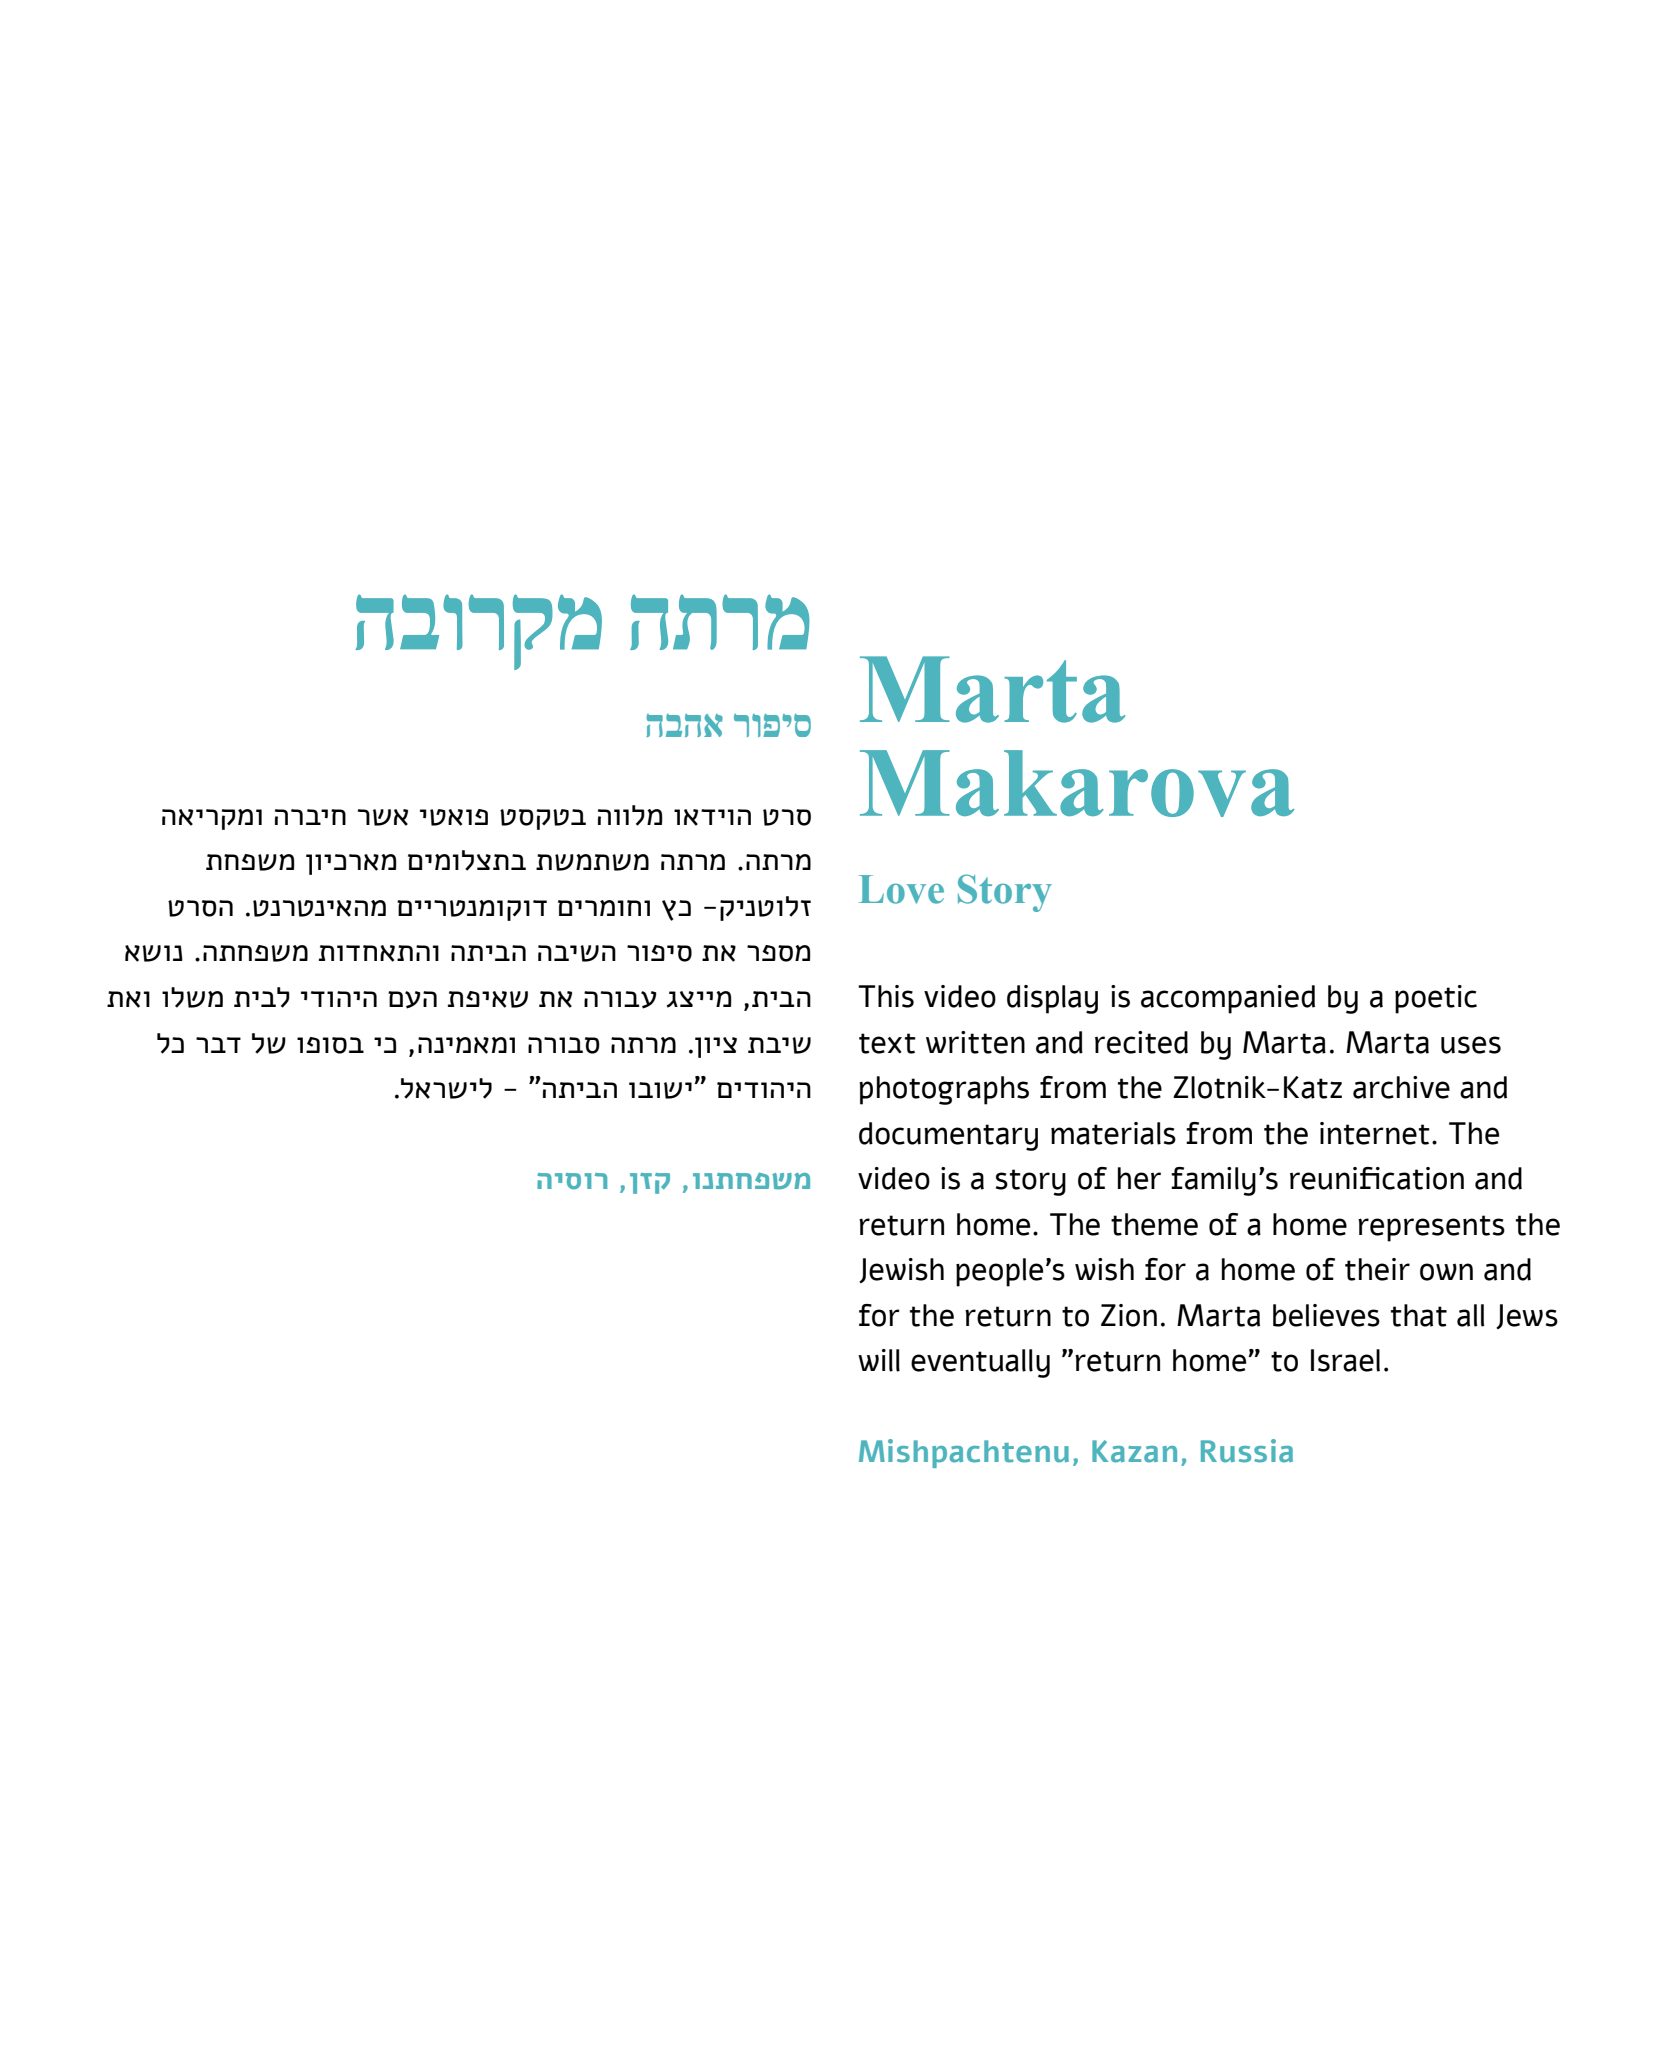 מרתה מקרובה
סיפור אהבה
סרט הוידאו מלווה בטקסט פואטי אשר חיברה ומקריאה
מרתה. מרתה משתמשת בתצלומים מארכיון משפחת
זלוטניק- כץ וחומרים דוקומנטריים מהאינטרנט. הסרט
מספר את סיפור השיבה הביתה והתאחדות משפחתה. נושא
הבית, מייצג עבורה את שאיפת העם היהודי לבית משלו ואת
שיבת ציון. מרתה סבורה ומאמינה, כי בסופו של דבר כל
היהודים ״ישובו הביתה״ - לישראל.
משפחתנו, קזן, רוסיה
Marta
Makarova
Love Story
This video display is accompanied by a poetic
text written and recited by Marta. Marta uses
photographs from the Zlotnik-Katz archive and
documentary materials from the internet. The
video is a story of her family’s reunification and
return home. The theme of a home represents the
Jewish people’s wish for a home of their own and
for the return to Zion. Marta believes that all Jews
will eventually ”return home” to Israel.
Mishpachtenu, Kazan, Russia